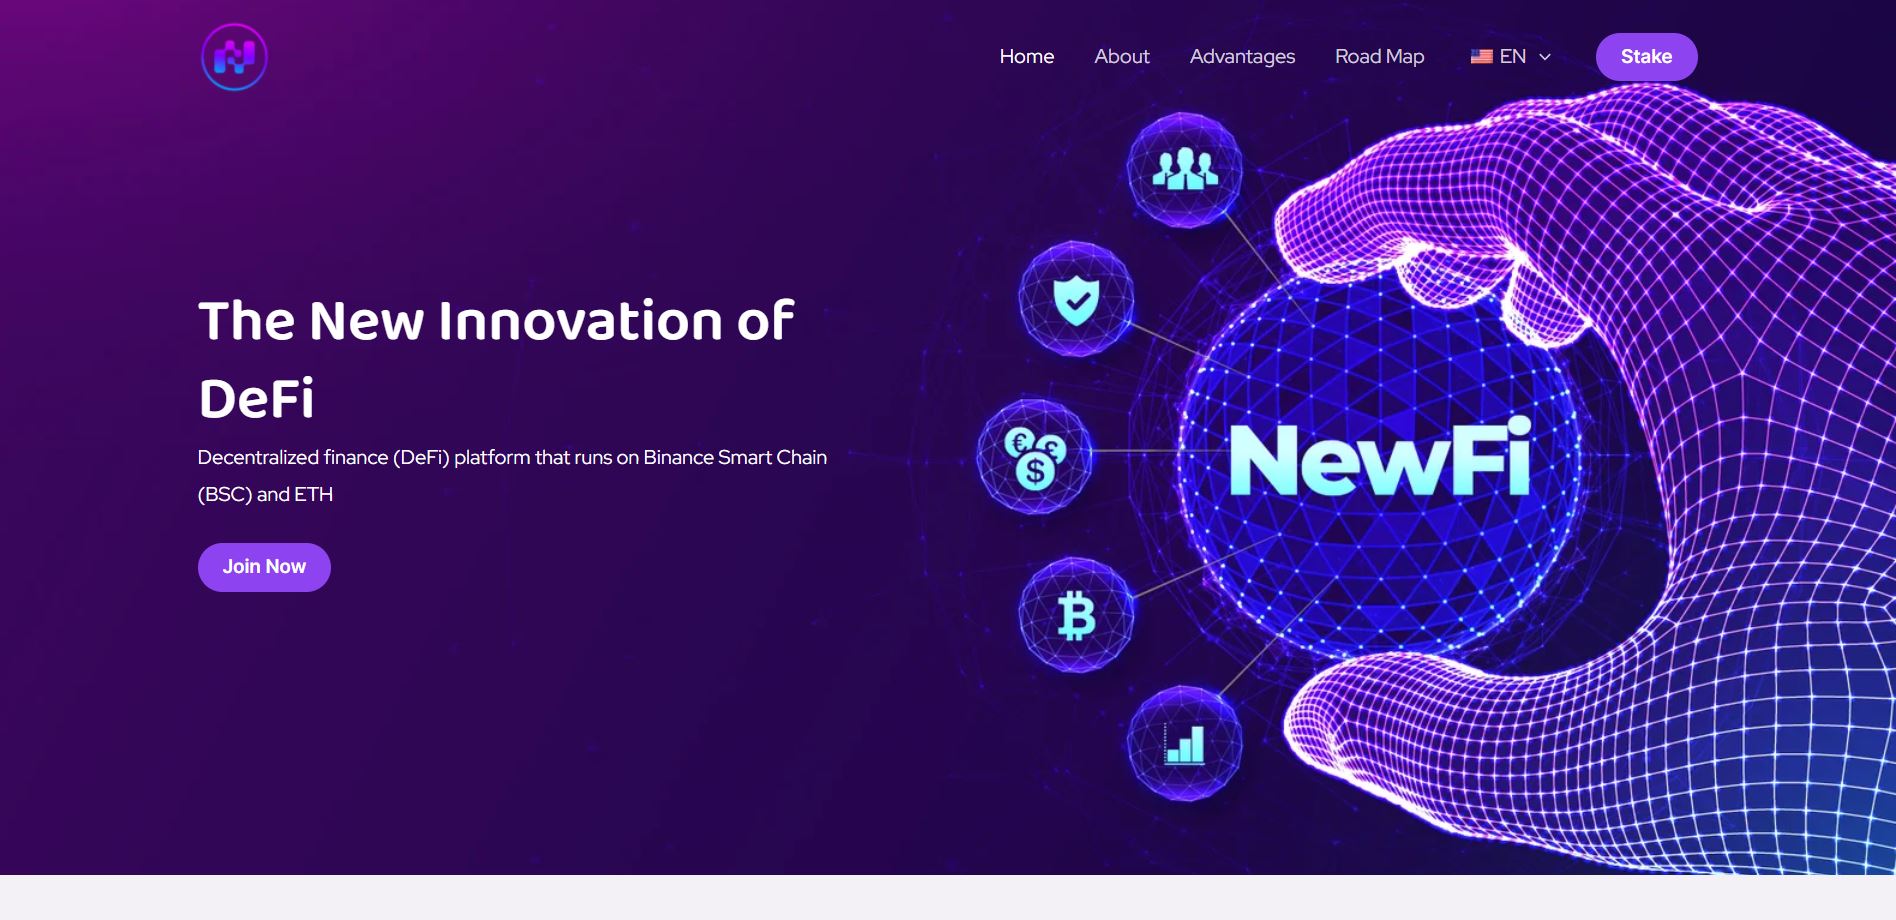 Home About Advantages Road Map EN Stake
The New Innovation of
DeFi
Decentralized finance (DeFi) platform that runs on Binance Smart Chain
(BSC) and ETH
Join Now
NewFi